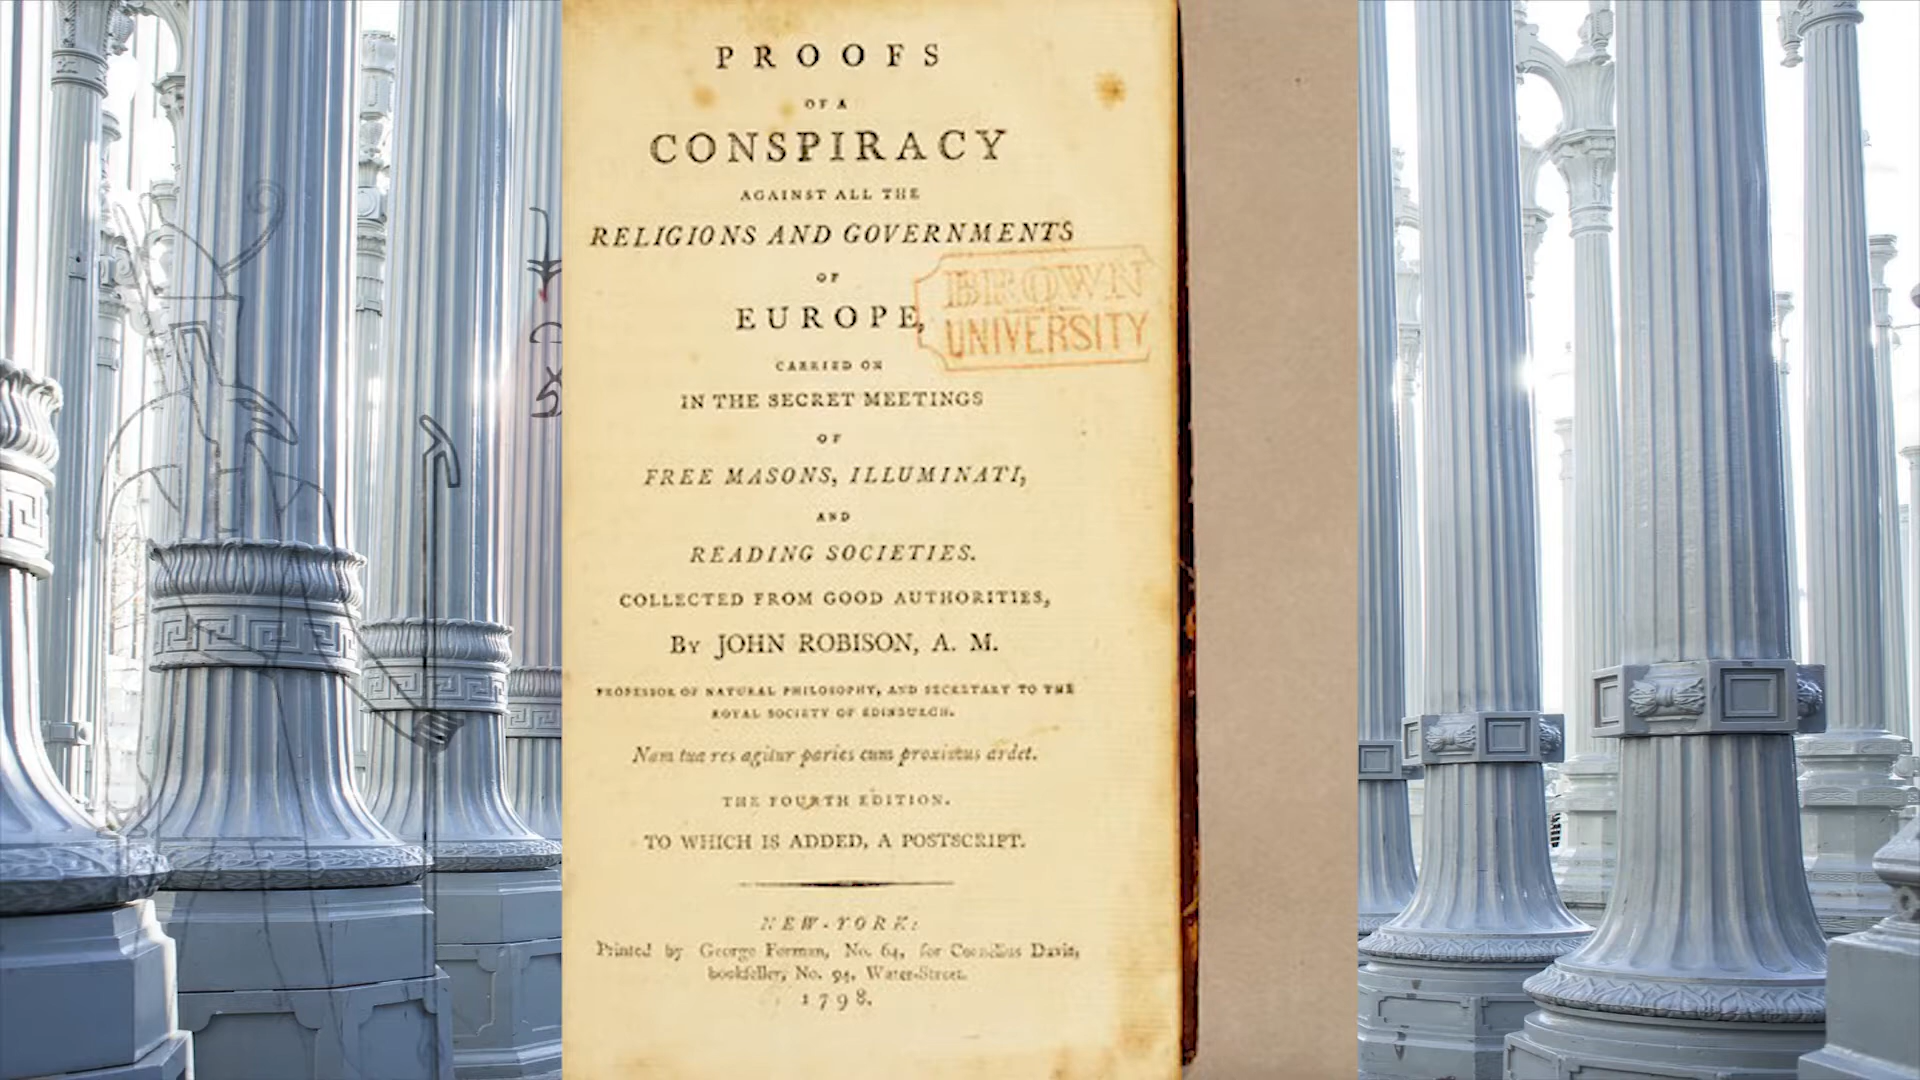 PROOFS
OF A
CONSPIRACY
AGAINST ALL THE
RELIGIONS AND GOVERNMENTS
OF
EUROPE,
BROWN
UNIVERSITY
CARRIED ON
IN THE SECRET MEETINGS
OF
FREE MASONS, ILLUMINATI,
AND
READING SOCIETIES.
COLLECTED FROM GOOD AUTHORITIES,
By JOHN ROBISON, A. M.
PROFESSOR OF NATURAL PHILOSOPHY, AND SECRETARY TO THE
ROYAL SOCIETY OF EDINBURGH.
Nam tua res agitur paries cum proximus ardet.
THE FOURTH EDITION.
TO WHICH IS ADDED, A POSTSCRIPT.
NEW-YORK:
Printed by George Forman, No. 64, for Cornelius Davis,
bookſeller, No. 94, Water-Street.
1798.